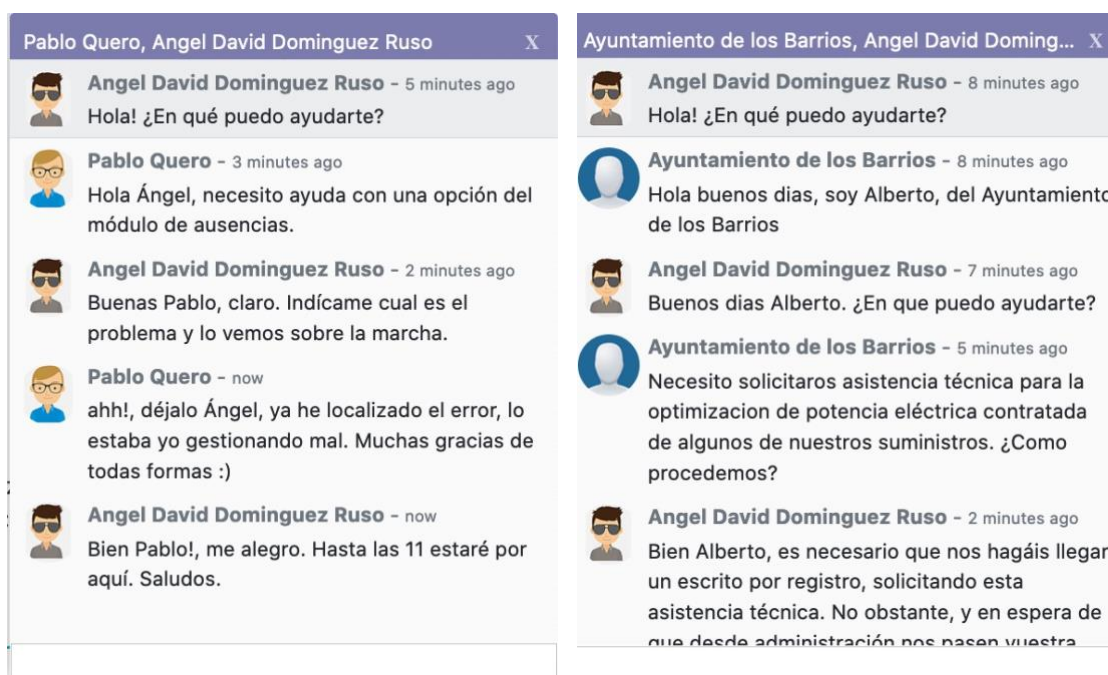 Pablo Quero, Angel David Dominguez Ruso X
Angel David Dominguez Ruso - 5 minutes ago
Hola! ¿En qué puedo ayudarte?
Pablo Quero - 3 minutes ago
Hola Ángel, necesito ayuda con una opción del
módulo de ausencias.
Angel David Dominguez Ruso - 2 minutes ago
Buenas Pablo, claro. Indícame cual es el
problema y lo vemos sobre la marcha.
Pablo Quero - now
ahh!, déjalo Ángel, ya he localizado el error, lo
estaba yo gestionando mal. Muchas gracias de
todas formas :)
Angel David Dominguez Ruso - now
Bien Pablo!, me alegro. Hasta las 11 estaré por
aquí. Saludos.
Ayuntamiento de los Barrios, Angel David Doming... X
Angel David Dominguez Ruso - 8 minutes ago
Hola! ¿En qué puedo ayudarte?
Ayuntamiento de los Barrios - 8 minutes ago
Hola buenos dias, soy Alberto, del Ayuntamiento
de los Barrios
Angel David Dominguez Ruso - 7 minutes ago
Buenos dias Alberto. ¿En que puedo ayudarte?
Ayuntamiento de los Barrios - 5 minutes ago
Necesito solicitaros asistencia técnica para la
optimizacion de potencia eléctrica contratada
de algunos de nuestros suministros. ¿Como
procedemos?
Angel David Dominguez Ruso - 2 minutes ago
Bien Alberto, es necesario que nos hagáis llegar
un escrito por registro, solicitando esta
asistencia técnica. No obstante, y en espera de
que desde administración nos pasen vuestra